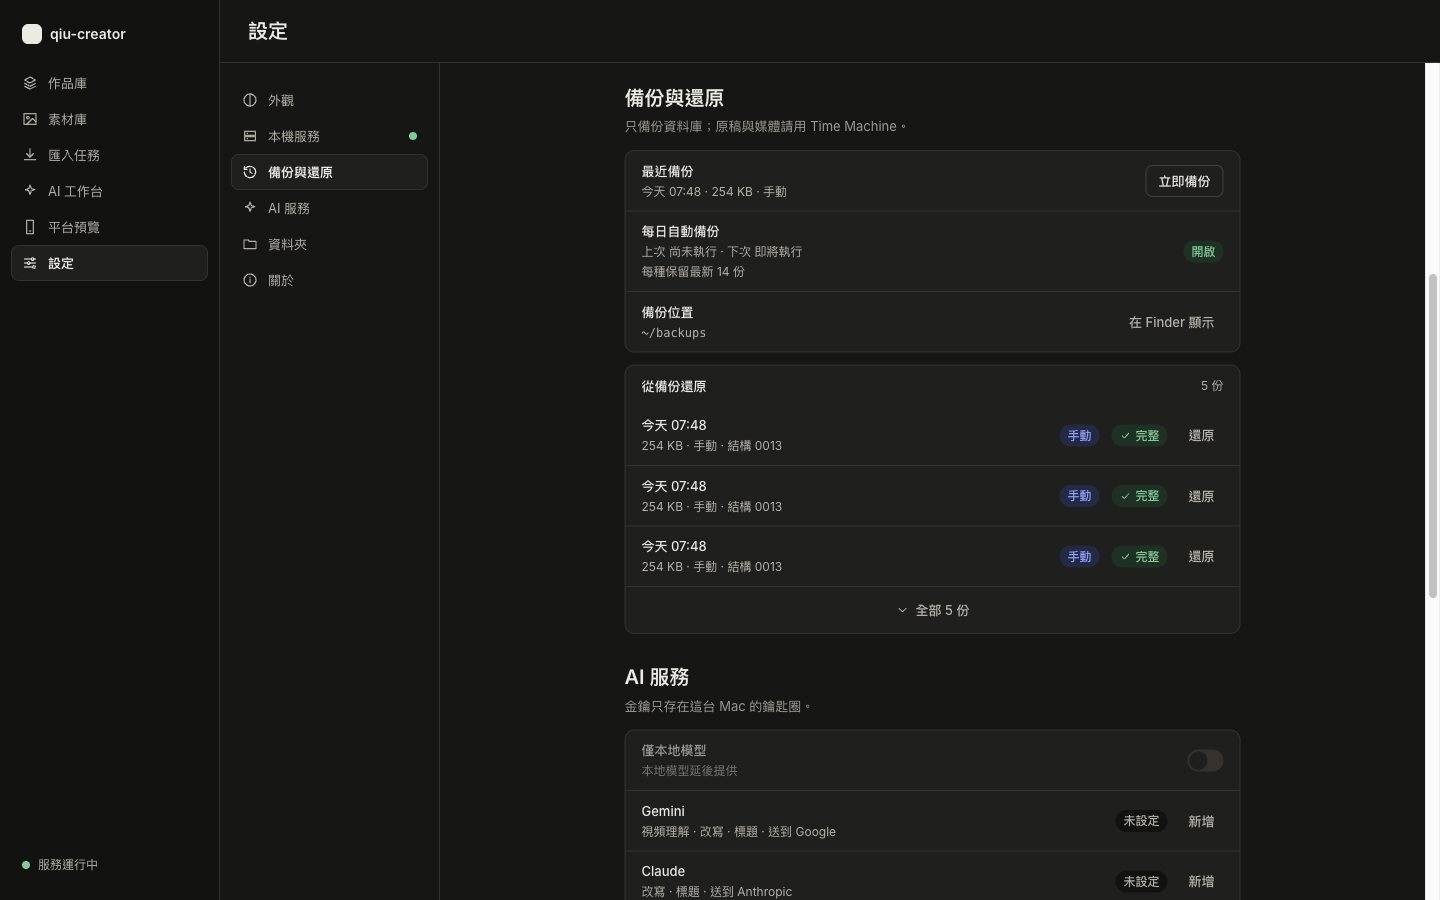 qiu-creator
作品庫
素材庫
匯入任務
AI 工作台
平台預覽
設定
服務運行中
設定
外觀
本機服務
備份與還原
AI 服務
資料夾
關於
備份與還原
只備份資料庫；原稿與媒體請用 Time Machine。
最近備份
今天 07:48 · 254 KB · 手動
立即備份
每日自動備份
上次 尚未執行 · 下次 即將執行
每種保留最新 14 份
開啟
備份位置
~/backups
在 Finder 顯示
從備份還原
5 份
今天 07:48
254 KB · 手動 · 結構 0013
手動
✓ 完整
還原
今天 07:48
254 KB · 手動 · 結構 0013
手動
✓ 完整
還原
今天 07:48
254 KB · 手動 · 結構 0013
手動
✓ 完整
還原
全部 5 份
AI 服務
金鑰只存在這台 Mac 的鑰匙圈。
僅本地模型
本地模型延後提供
Gemini
視頻理解 · 改寫 · 標題 · 送到 Google
未設定
新增
Claude
改寫 · 標題 · 送到 Anthropic
未設定
新增